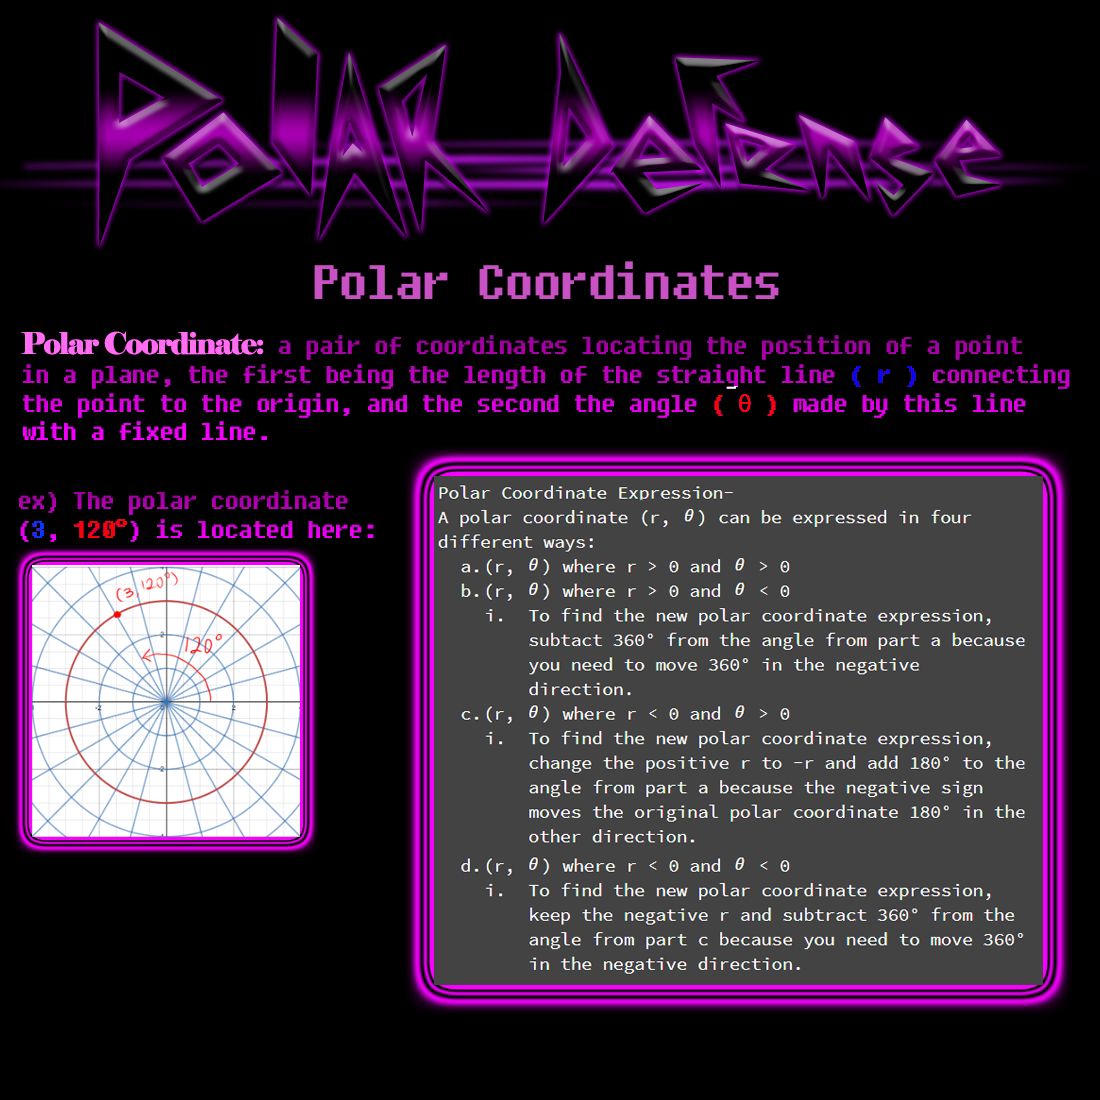 Polar Defense
Polar Coordinates
Polar Coordinate: a pair of coordinates locating the position of a point
in a plane, the first being the length of the straight line ( r ) connecting
the point to the origin, and the second the angle ( θ ) made by this line
with a fixed line.
ex) The polar coordinate
(3, 120°) is located here:
(3, 120°)
120°
2
-2
0
2
-2
-4
Polar Coordinate Expression-
A polar coordinate (r, θ) can be expressed in four
different ways:
a.(r, θ) where r > 0 and θ > 0
b.(r, θ) where r > 0 and θ < 0
i. To find the new polar coordinate expression,
subtact 360° from the angle from part a because
you need to move 360° in the negative
direction.
c.(r, θ) where r < 0 and θ > 0
i. To find the new polar coordinate expression,
change the positive r to -r and add 180° to the
angle from part a because the negative sign
moves the original polar coordinate 180° in the
other direction.
d.(r, θ) where r < 0 and θ < 0
i. To find the new polar coordinate expression,
keep the negative r and subtract 360° from the
angle from part c because you need to move 360°
in the negative direction.